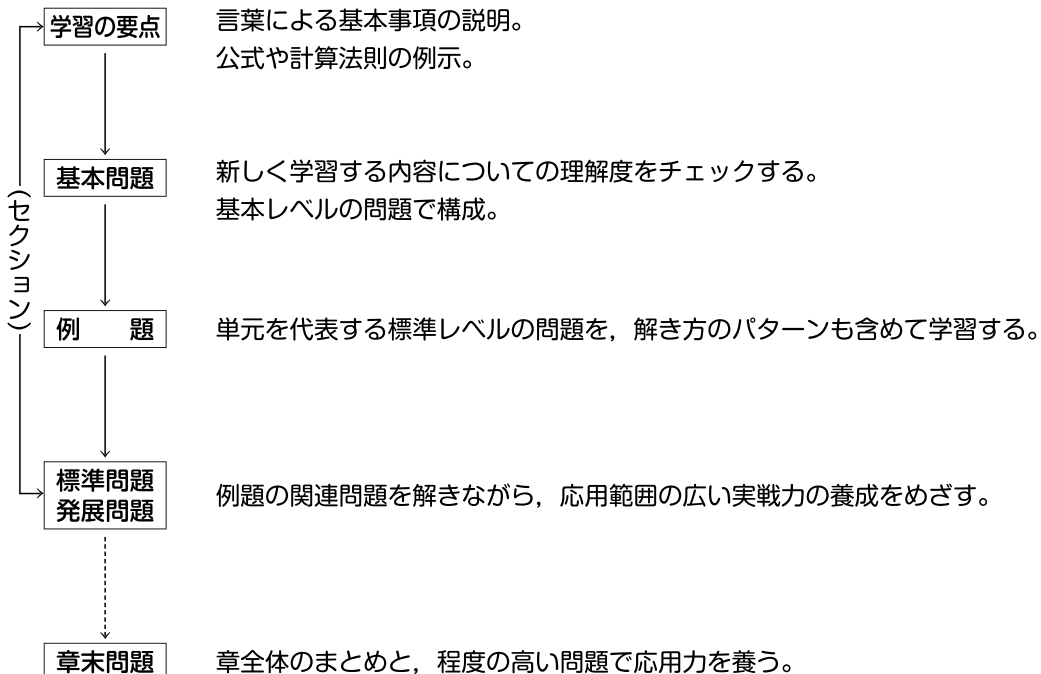 学習の要点
言葉による基本事項の説明。
公式や計算法則の例示。
基本問題
新しく学習する内容についての理解度をチェックする。
基本レベルの問題で構成。
(セクション)
例　題
単元を代表する標準レベルの問題を，解き方のパターンも含めて学習する。
標準問題
発展問題
例題の関連問題を解きながら，応用範囲の広い実戦力の養成をめざす。
章末問題
章全体のまとめと，程度の高い問題で応用力を養う。